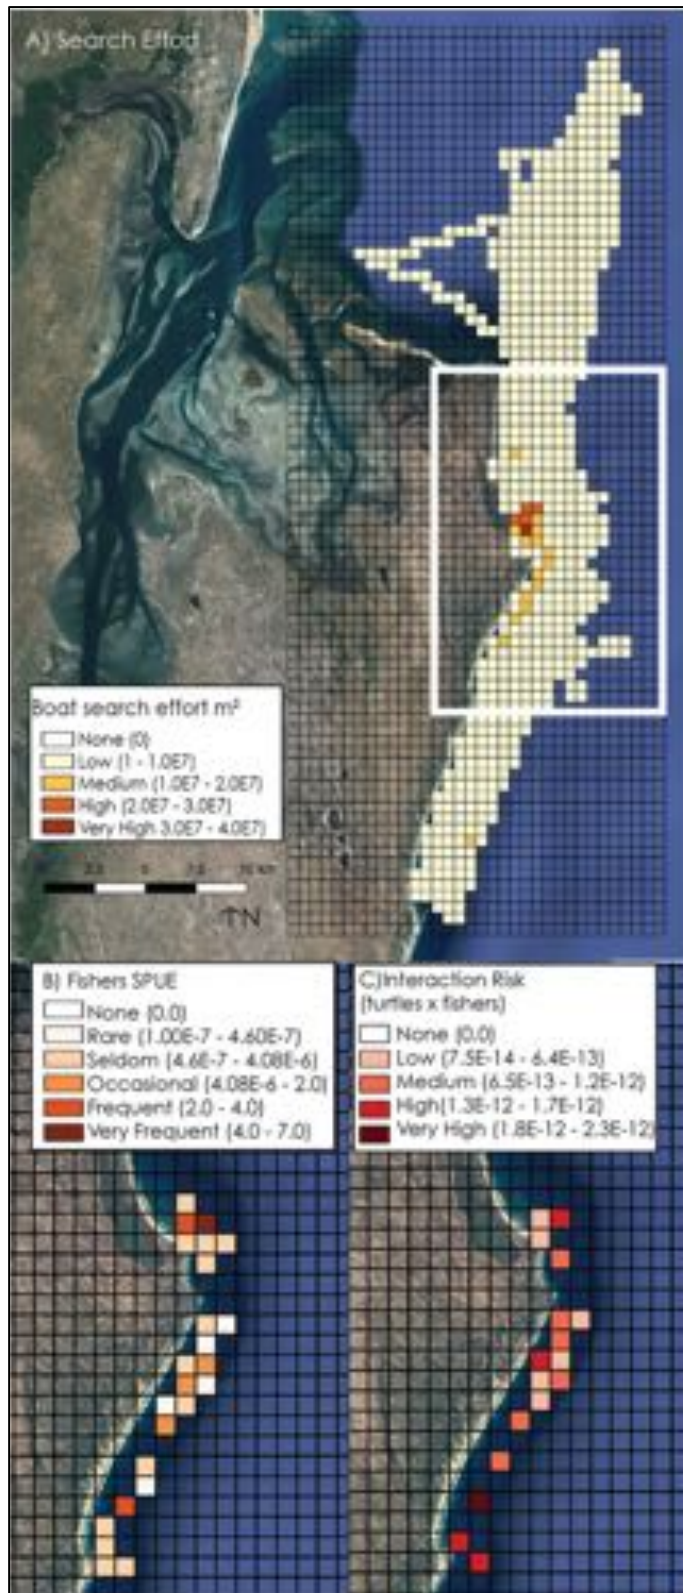 A) Search Effort
Boat search effort m²
None (0)
Low (1 - 1.0E7)
Medium (1.0E7 - 2.0E7)
High (2.0E7 - 3.0E7)
Very High 3.0E7 - 4.0E7)
10 km
N
B) Fishers SPUE
None (0.0)
Rare (1.00E-7 - 4.60E-7)
Seldom (4.6E-7 - 4.08E-6)
Occasional (4.08E-6 - 2.0)
Frequent (2.0 - 4.0)
Very Frequent (4.0 - 7.0)
C)Interaction Risk
(turtles x fishers)
None (0.0)
Low (7.5E-14 - 6.4E-13)
Medium (6.5E-13 - 1.2E-12)
High(1.3E-12 - 1.7E-12)
Very High (1.8E-12 - 2.3E-12)